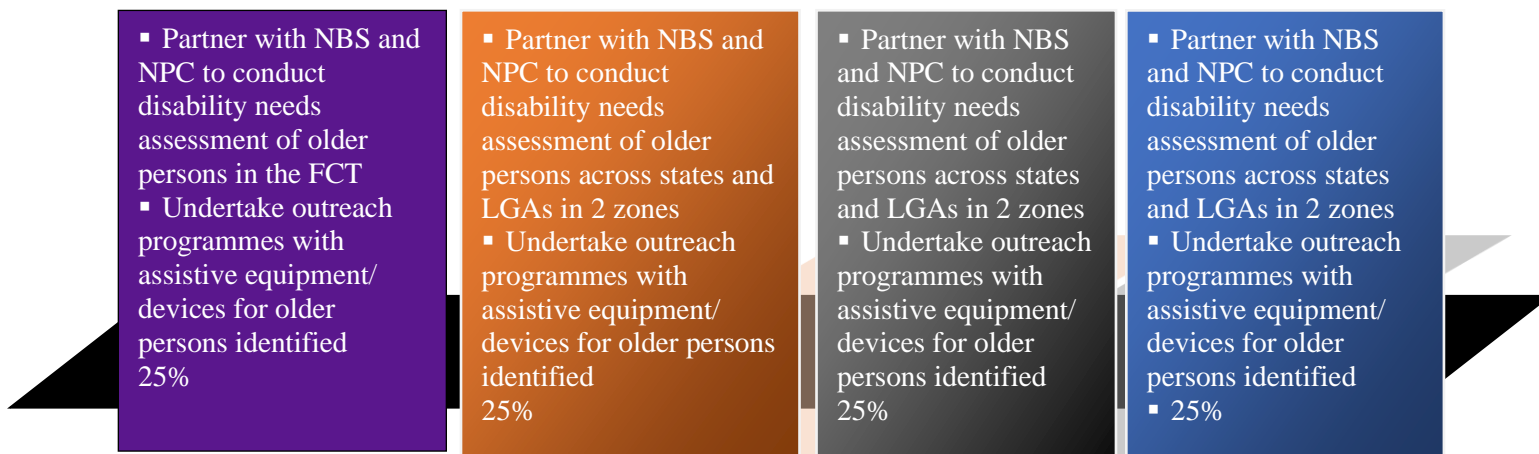 ▪ Partner with NBS and
NPC to conduct
disability needs
assessment of older
persons in the FCT
▪ Undertake outreach
programmes with
assistive equipment/
devices for older
persons identified
25%
▪ Partner with NBS and
NPC to conduct
disability needs
assessment of older
persons across states and
LGAs in 2 zones
▪ Undertake outreach
programmes with
assistive equipment/
devices for older persons
identified
25%
▪ Partner with NBS
and NPC to conduct
disability needs
assessment of older
persons across states
and LGAs in 2 zones
▪ Undertake outreach
programmes with
assistive equipment/
devices for older
persons identified
25%
▪ Partner with NBS
and NPC to conduct
disability needs
assessment of older
persons across states
and LGAs in 2 zones
▪ Undertake outreach
programmes with
assistive equipment/
devices for older
persons identified
▪ 25%